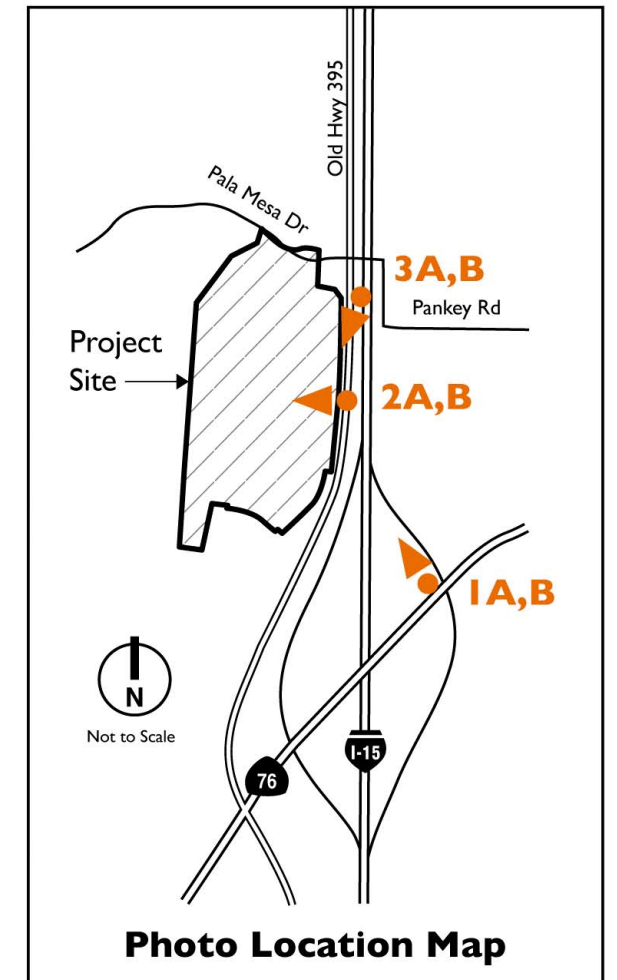 Old Hwy 395
Pala Mesa Dr
3A,B
Pankey Rd
Project
Site
2A,B
1A,B
N
Not to Scale
I-15
76
Photo Location Map